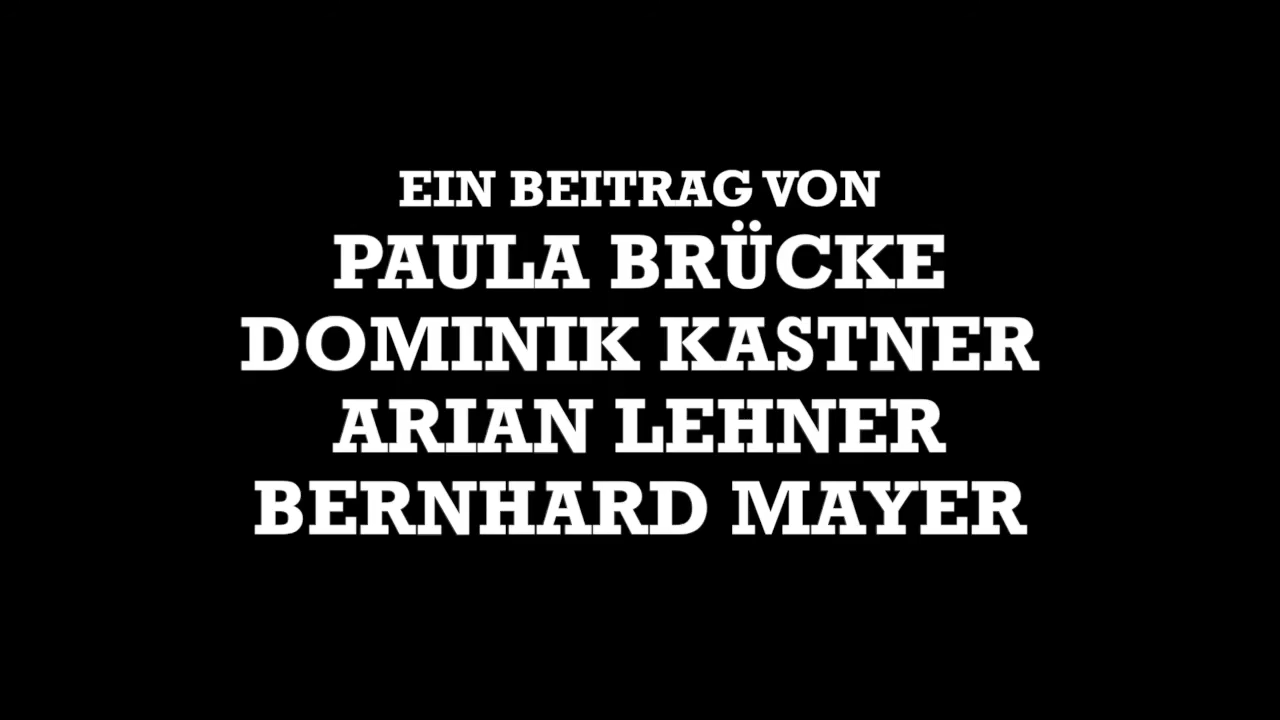 EIN BEITRAG VON
PAULA BRÜCKE
DOMINIK KASTNER
ARIAN LEHNER
BERNHARD MAYER